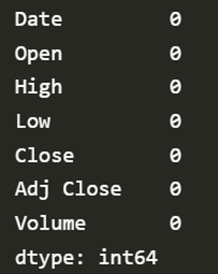 Date 0
Open 0
High 0
Low 0
Close 0
Adj Close 0
Volume 0
dtype: int64